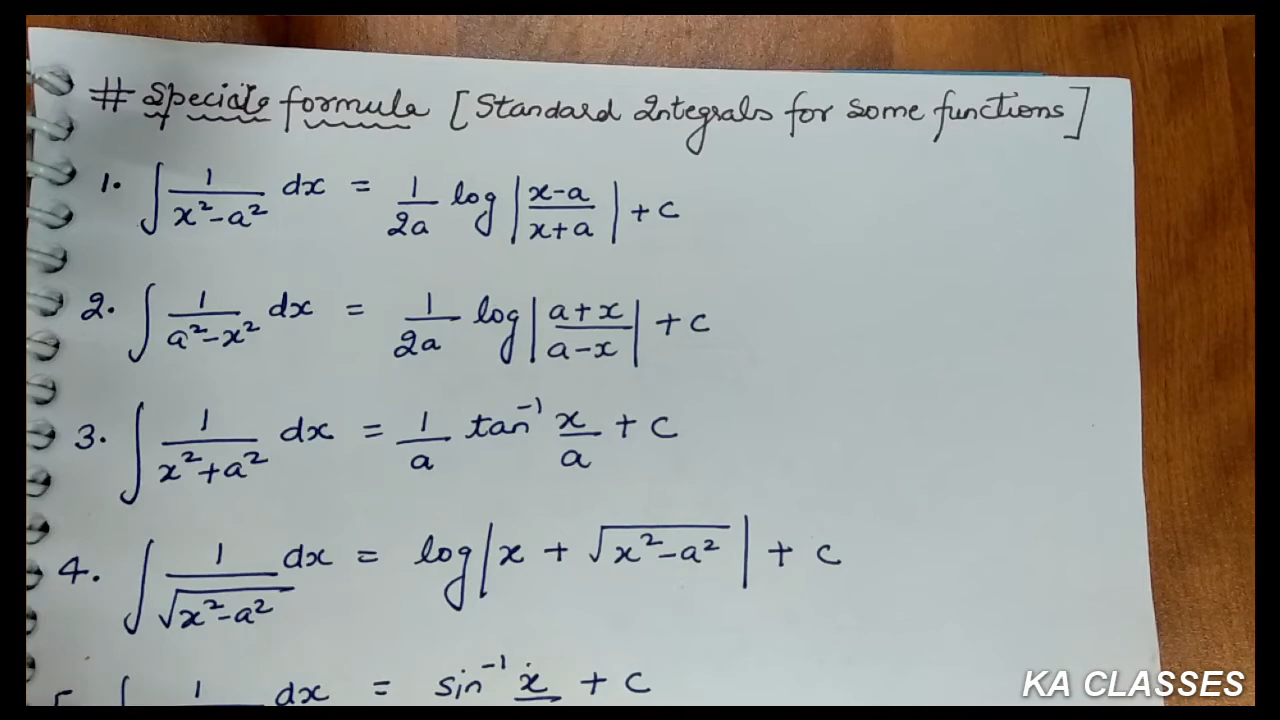 # Speciale formula [Standard Integrals for some functions]
1. ∫ 1/(x²-a²) dx = 1/2a log |(x-a)/(x+a)| + c
2. ∫ 1/(a²-x²) dx = 1/2a log |(a+x)/(a-x)| + c
3. ∫ 1/(x²+a²) dx = 1/a tan⁻¹ x/a + c
4. ∫ 1/√(x²-a²) dx = log |x + √(x²-a²)| + c
5. ∫ 1 dx = sin⁻¹ x + c
KA CLASSES